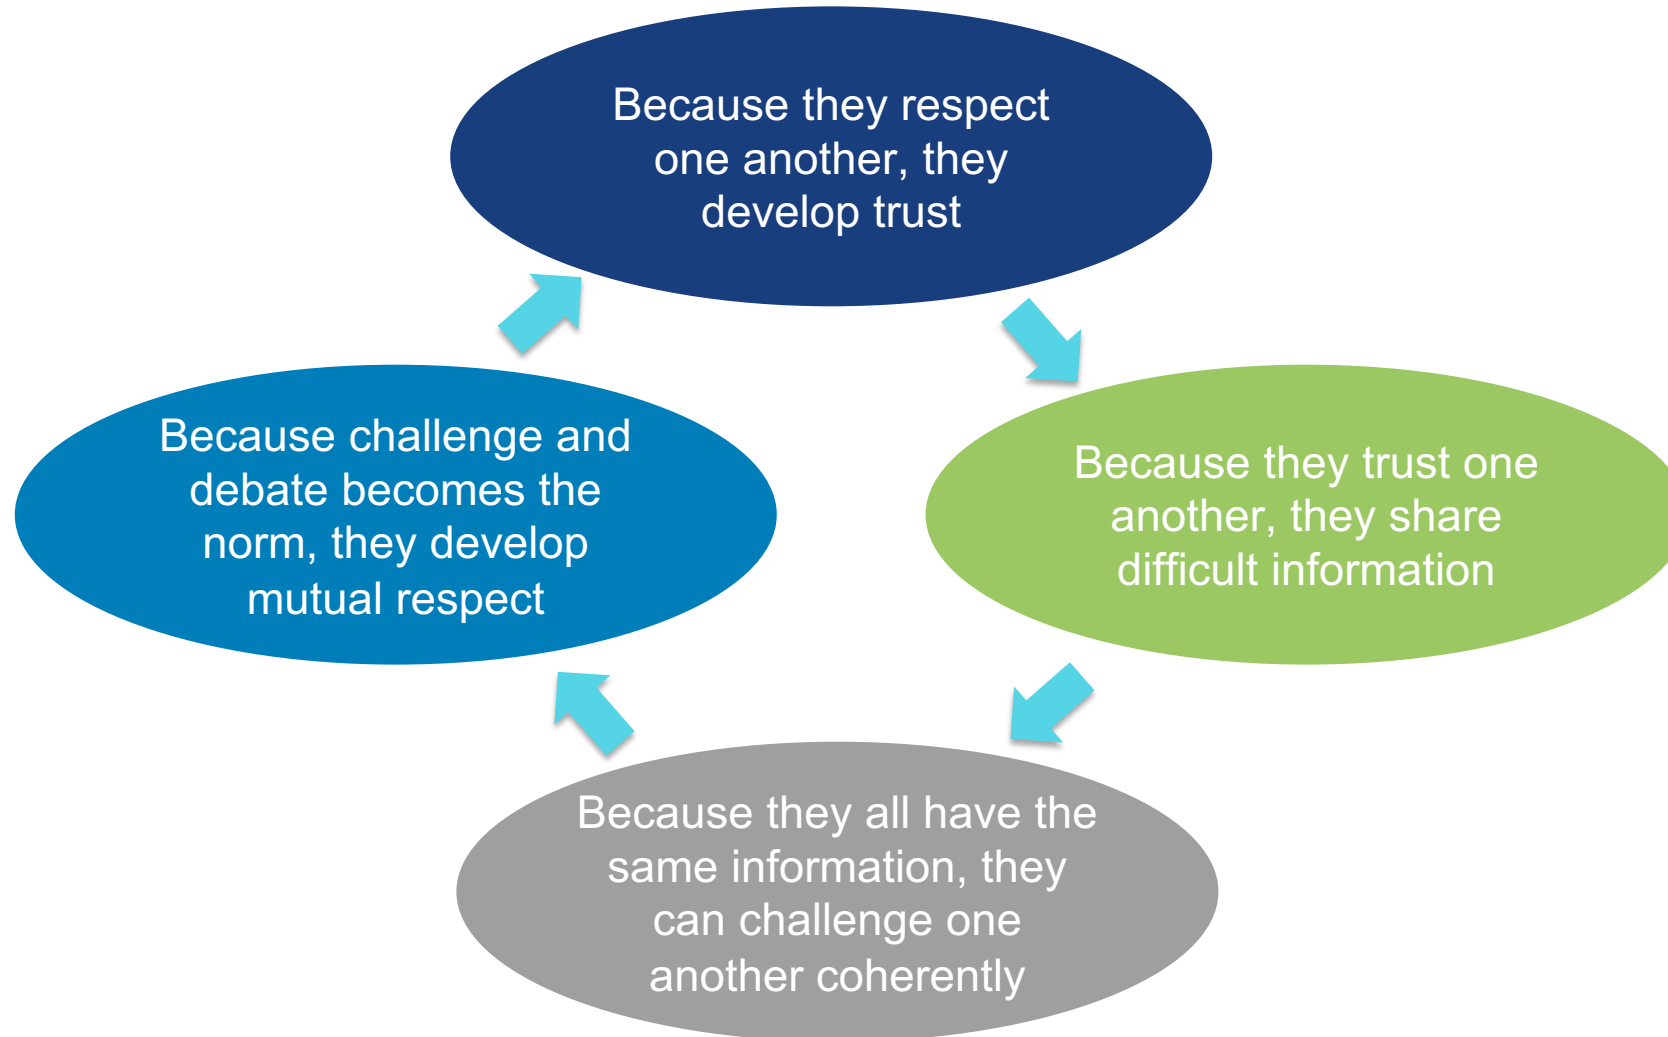 Because they respect
one another, they
develop trust
Because they trust one
another, they share
difficult information
Because they all have the
same information, they
can challenge one
another coherently
Because challenge and
debate becomes the
norm, they develop
mutual respect